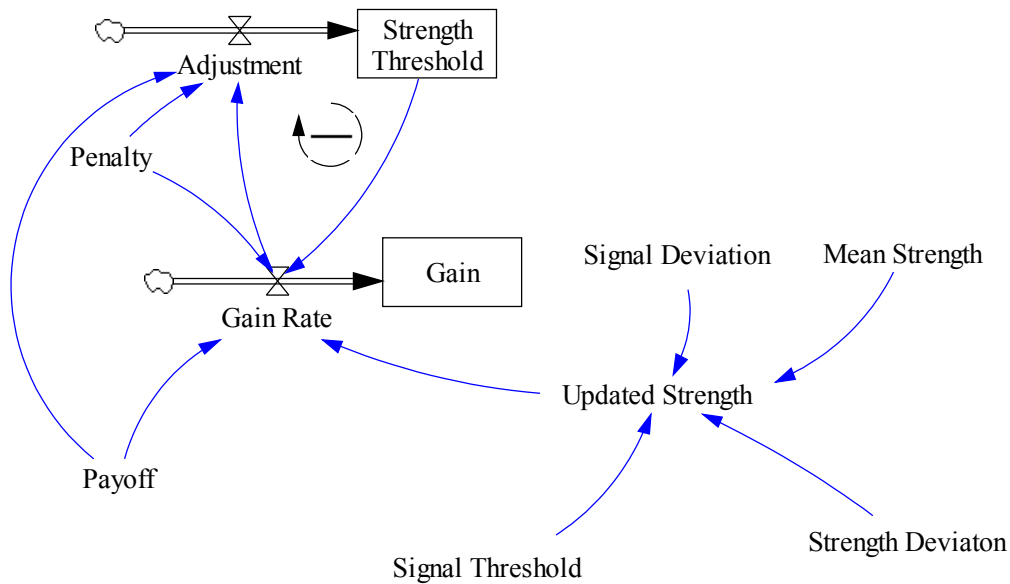 Strength
Threshold
Adjustment
Penalty
Signal Deviation
Mean Strength
Gain
Gain Rate
Updated Strength
Payoff
Signal Threshold
Strength Deviaton